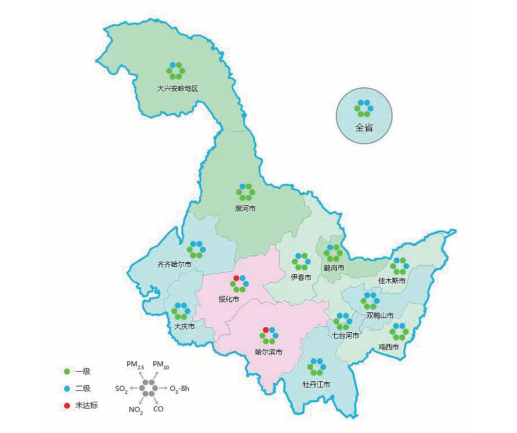 大兴安岭地区
全省
黑河市
齐齐哈尔市
伊春市
鹤岗市
佳木斯市
绥化市
双鸭山市
大庆市
七台河市
鸡西市
哈尔滨市
牡丹江市
一级
二级
未达标
PM2.5
PM10
SO2
O3-8h
NO2
CO